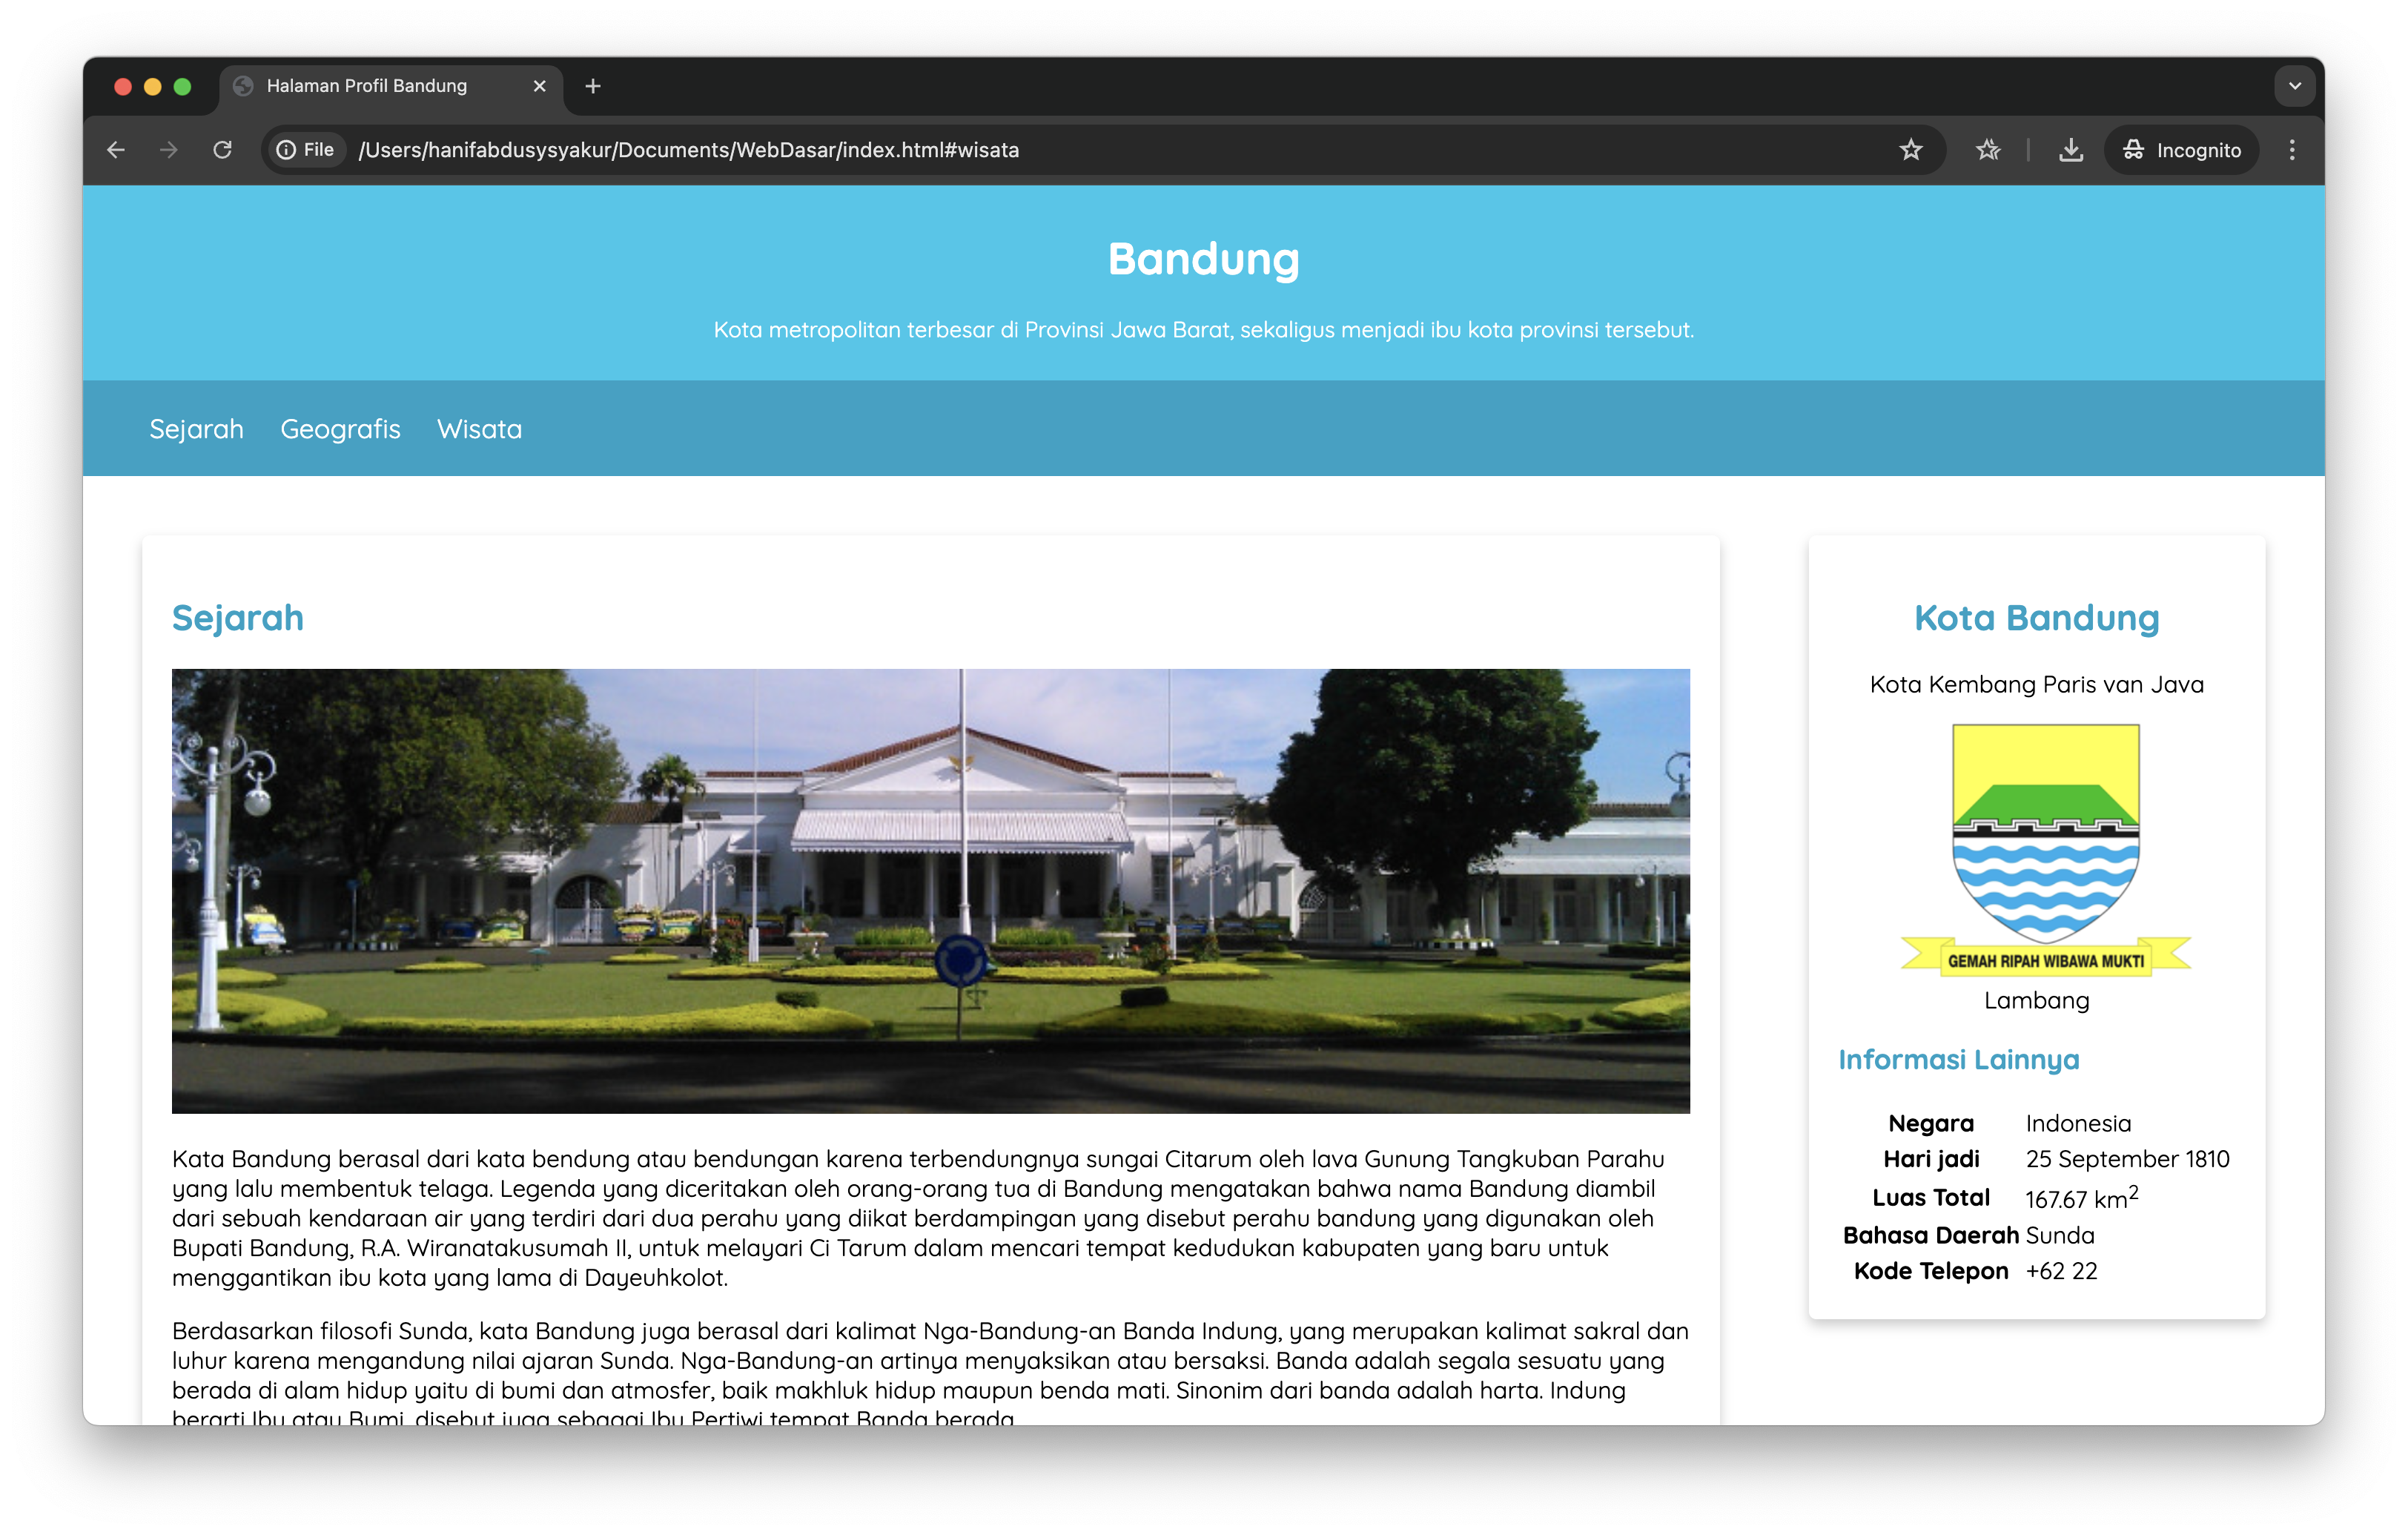 Halaman Profil Bandung
File /Users/hanifabdusysyakur/Documents/WebDasar/index.html#wisata
Incognito
Bandung
Kota metropolitan terbesar di Provinsi Jawa Barat, sekaligus menjadi ibu kota provinsi tersebut.
Sejarah Geografis Wisata
Sejarah
Kata Bandung berasal dari kata bendung atau bendungan karena terbendungnya sungai Citarum oleh lava Gunung Tangkuban Parahu
yang lalu membentuk telaga. Legenda yang diceritakan oleh orang-orang tua di Bandung mengatakan bahwa nama Bandung diambil
dari sebuah kendaraan air yang terdiri dari dua perahu yang diikat berdampingan yang disebut perahu bandung yang digunakan oleh
Bupati Bandung, R.A. Wiranatakusumah II, untuk melayari Ci Tarum dalam mencari tempat kedudukan kabupaten yang baru untuk
menggantikan ibu kota yang lama di Dayeuhkolot.
Berdasarkan filosofi Sunda, kata Bandung juga berasal dari kalimat Nga-Bandung-an Banda Indung, yang merupakan kalimat sakral dan
luhur karena mengandung nilai ajaran Sunda. Nga-Bandung-an artinya menyaksikan atau bersaksi. Banda adalah segala sesuatu yang
berada di alam hidup yaitu di bumi dan atmosfer, baik makhluk hidup maupun benda mati. Sinonim dari banda adalah harta. Indung
berarti Ibu atau Bumi, disebut juga sebagai Ibu Pertiwi tempat Banda berada.
Kota Bandung
Kota Kembang Paris van Java
GEMAH RIPAH WIBAWA MUKTI
Lambang
Informasi Lainnya
Negara Indonesia
Hari jadi 25 September 1810
Luas Total 167.67 km²
Bahasa Daerah Sunda
Kode Telepon +62 22